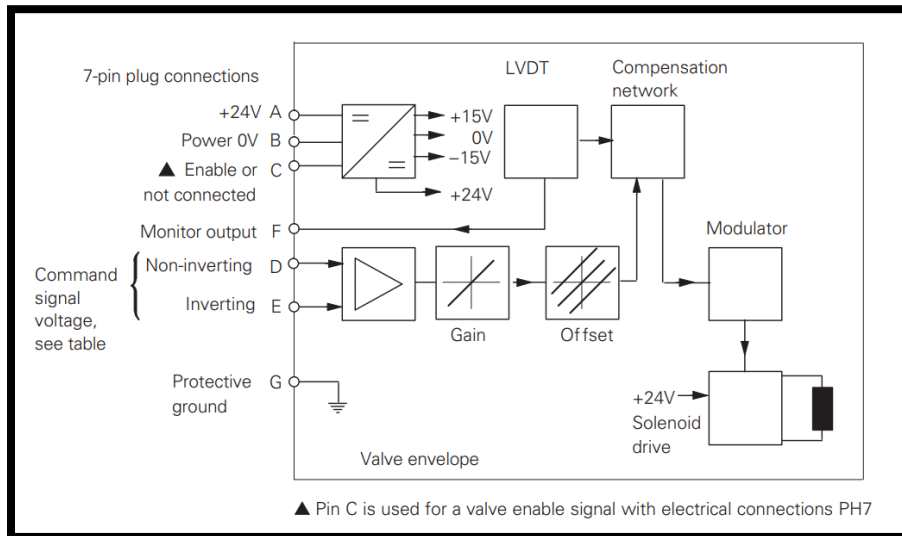 7-pin plug connections
LVDT
Compensation
network
+24V A
Power 0V B
▲ Enable or C
not connected
+15V
0V
–15V
+24V
Monitor output F
Modulator
Command
signal
voltage,
see table
Non-inverting D
Inverting E
Gain
Offset
Protective G
ground
+24V
Solenoid
drive
Valve envelope
▲ Pin C is used for a valve enable signal with electrical connections PH7